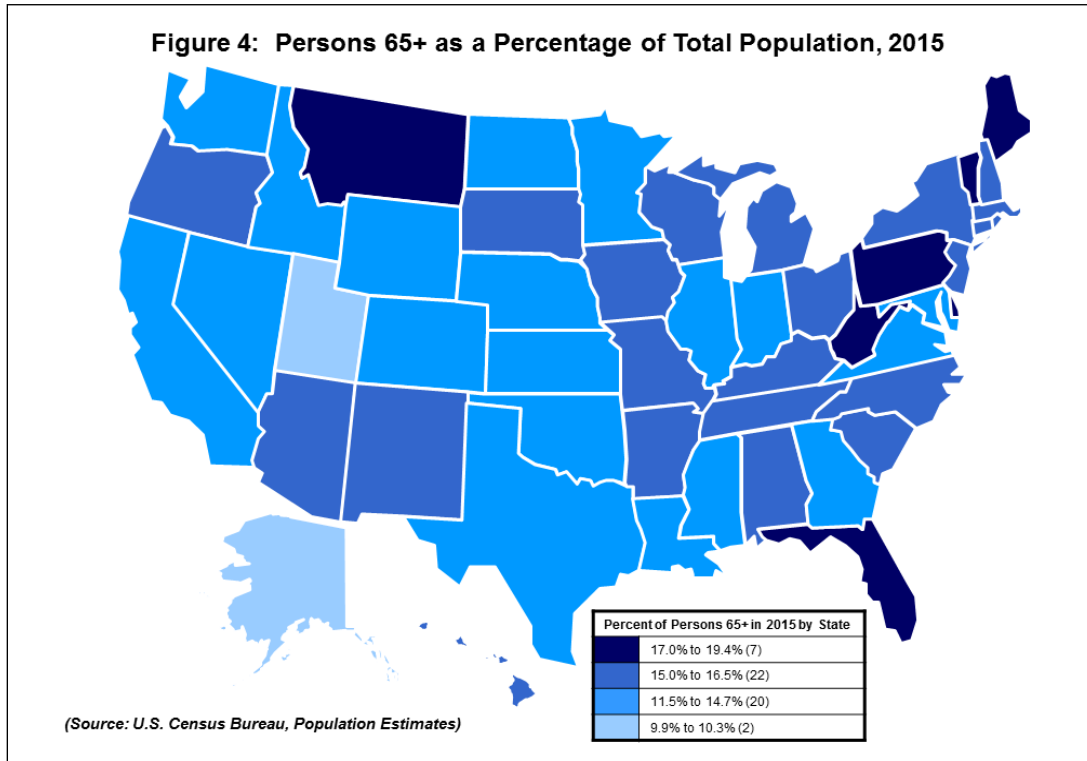 Figure 4: Persons 65+ as a Percentage of Total Population, 2015
Percent of Persons 65+ in 2015 by State
17.0% to 19.4% (7)
15.0% to 16.5% (22)
11.5% to 14.7% (20)
9.9% to 10.3% (2)
(Source: U.S. Census Bureau, Population Estimates)